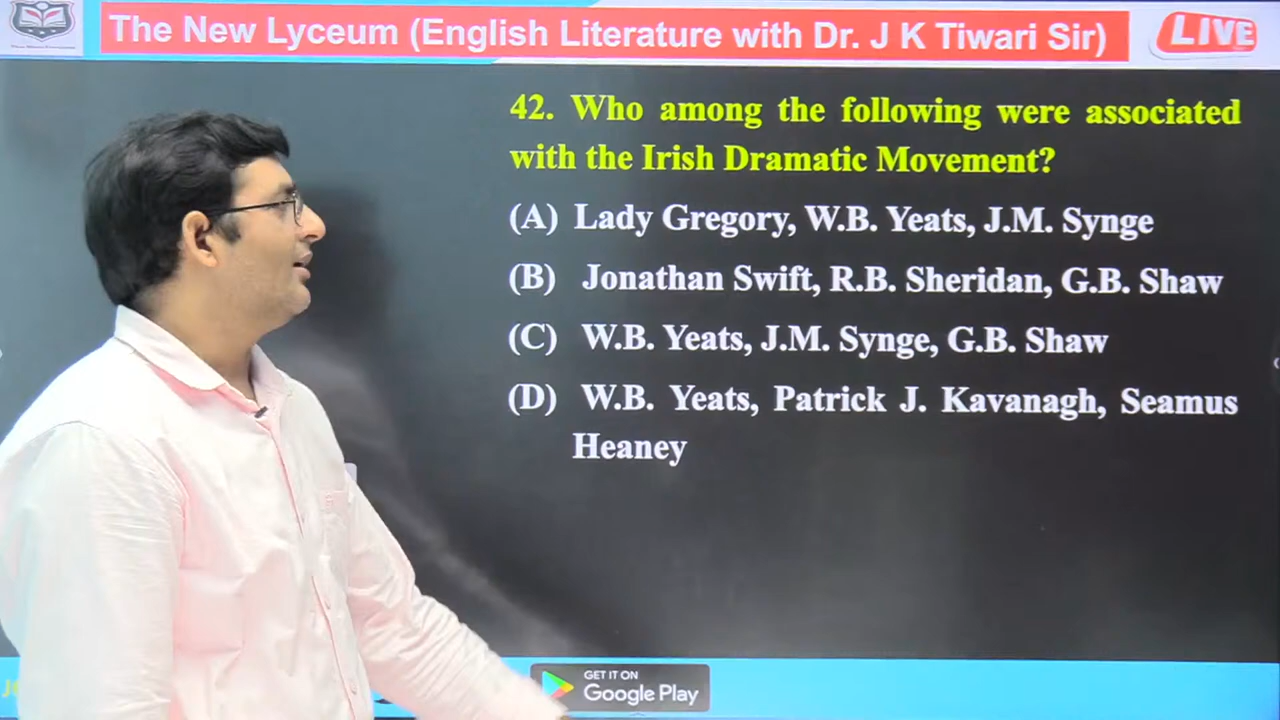 The New Lyceum (English Literature with Dr. J K Tiwari Sir)
LIVE
42. Who among the following were associated
with the Irish Dramatic Movement?
(A) Lady Gregory, W.B. Yeats, J.M. Synge
(B) Jonathan Swift, R.B. Sheridan, G.B. Shaw
(C) W.B. Yeats, J.M. Synge, G.B. Shaw
(D) W.B. Yeats, Patrick J. Kavanagh, Seamus
Heaney
GET IT ON
Google Play